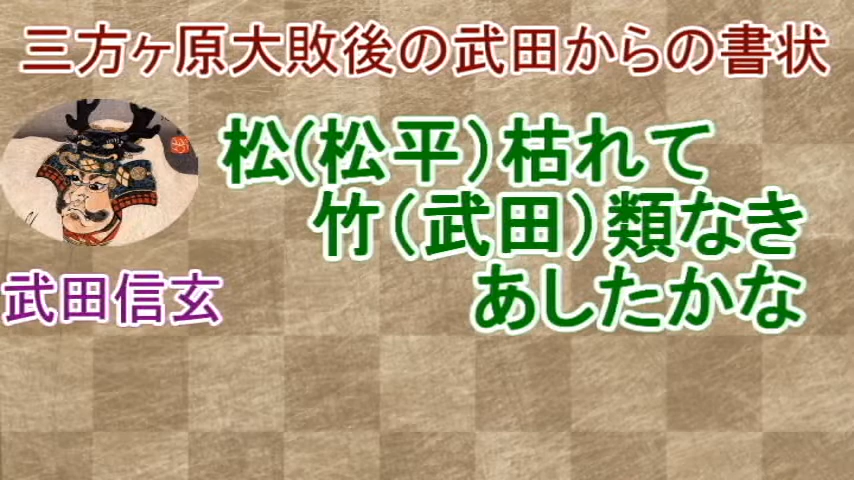 三方ヶ原大敗後の武田からの書状
松(松平)枯れて
竹(武田)類なき
あしたかな
武田信玄